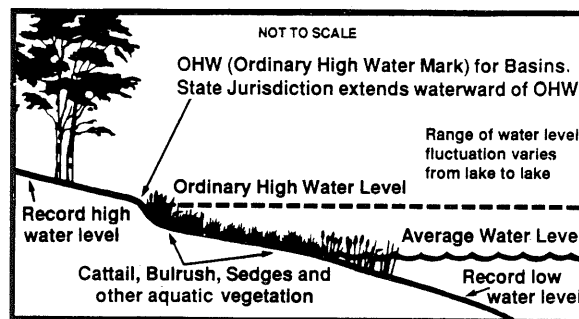 NOT TO SCALE
OHW (Ordinary High Water Mark) for Basins.
State Jurisdiction extends waterward of OHW
Range of water level
fluctuation varies
from lake to lake
Ordinary High Water Level
Record high
water level
Average Water Leve
Cattail, Bulrush, Sedges and
other aquatic vegetation
Record low
water level